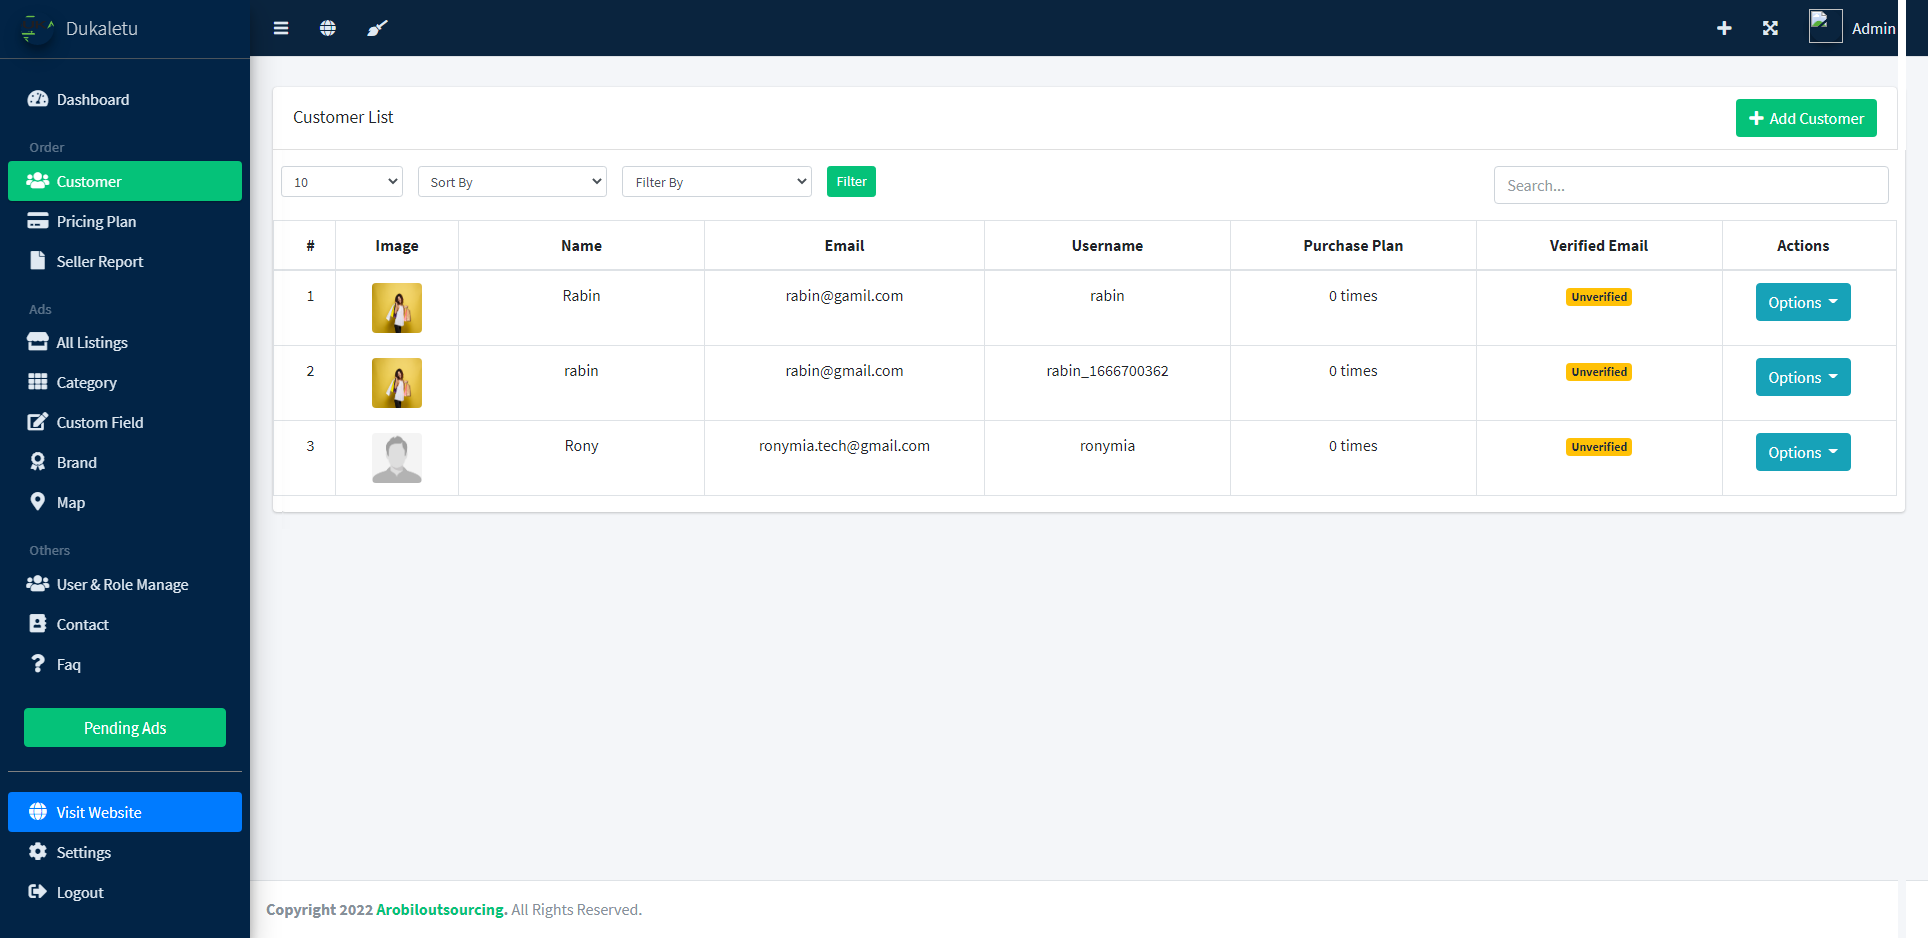 Dukaletu
Admin
Dashboard
Order
Customer
Pricing Plan
Seller Report
Ads
All Listings
Category
Custom Field
Brand
Map
Others
User & Role Manage
Contact
Faq
Pending Ads
Visit Website
Settings
Logout
Customer List
Add Customer
10 Sort By Filter By Filter Search...
# Image Name Email Username Purchase Plan Verified Email Actions
1 Rabin rabin@gamil.com rabin 0 times Unverified Options
2 rabin rabin@gmail.com rabin_1666700362 0 times Unverified Options
3 Rony ronymia.tech@gmail.com ronymia 0 times Unverified Options
Copyright 2022 Arobiloutsourcing. All Rights Reserved.